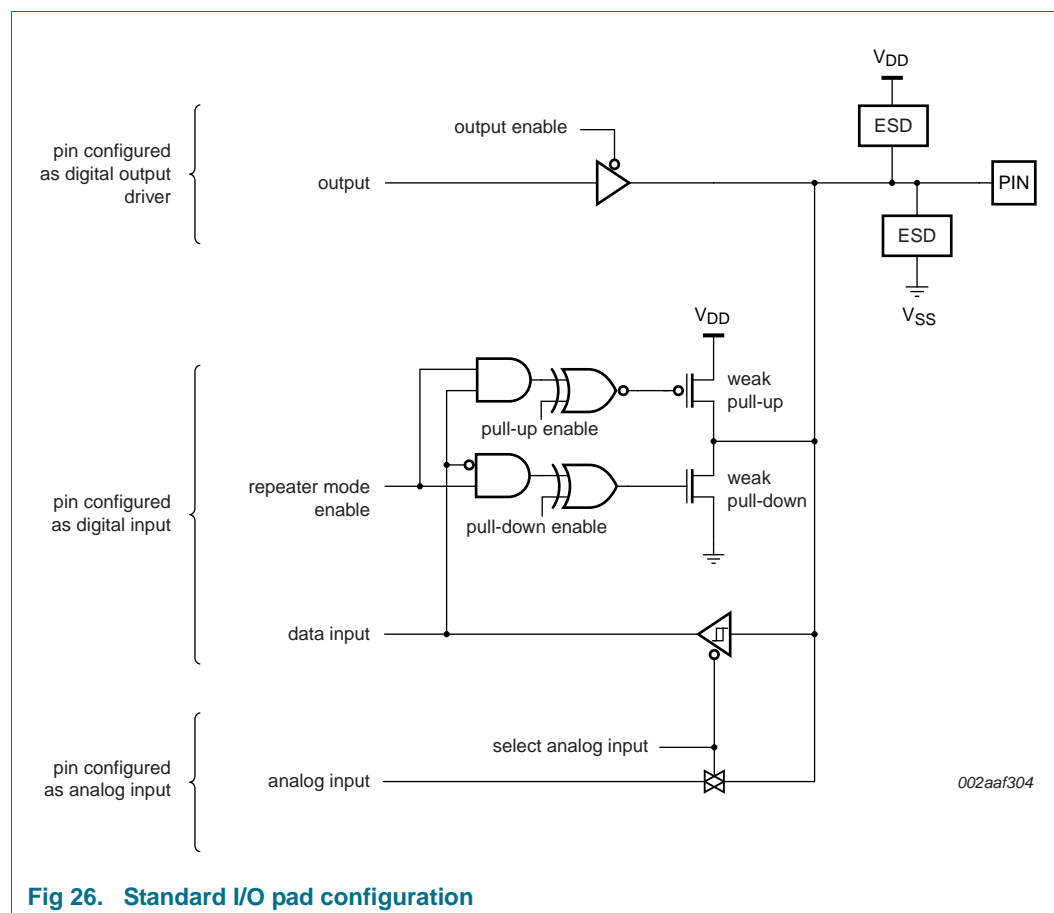 VDD
ESD
output enable
pin configured
as digital output
driver
output
PIN
ESD
VSS
VDD
weak
pull-up
pull-up enable
pin configured
as digital input
repeater mode
enable
weak
pull-down
pull-down enable
data input
select analog input
pin configured
as analog input
analog input
002aaf304
Fig 26. Standard I/O pad configuration